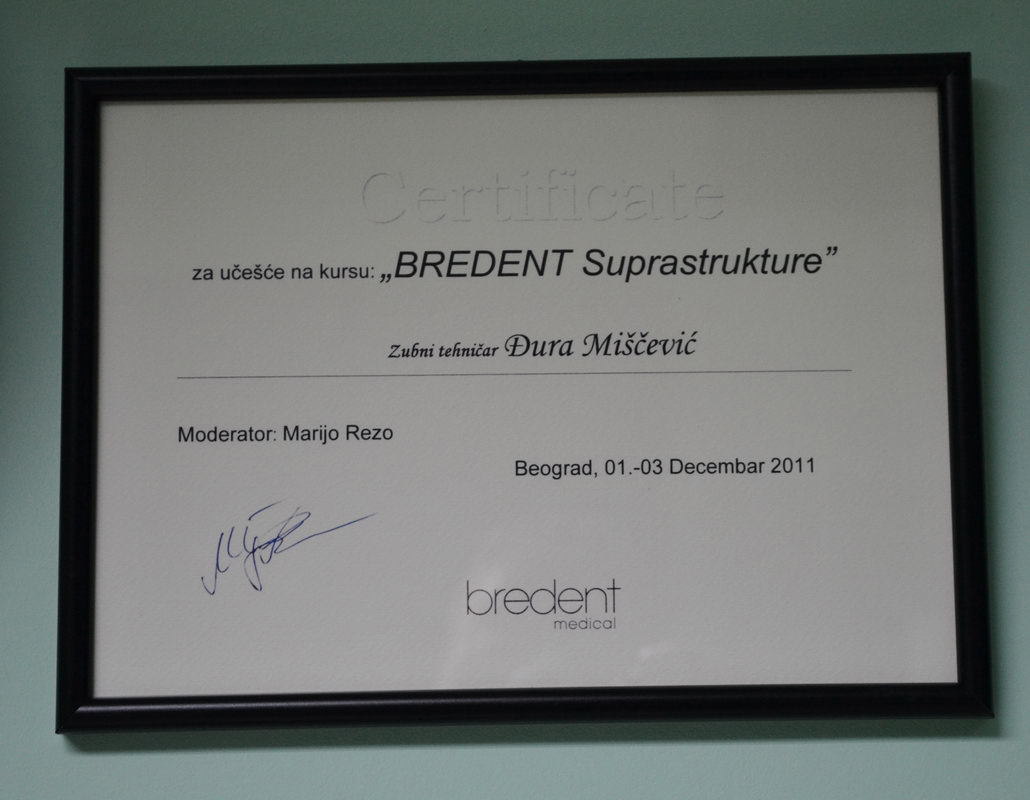 Certificate
za učešće na kursu: „BREDENT Suprastrukture”
Zubni tehničar Đura Miščević
Moderator: Marijo Rezo
Beograd, 01.-03 Decembar 2011
bredent
medical